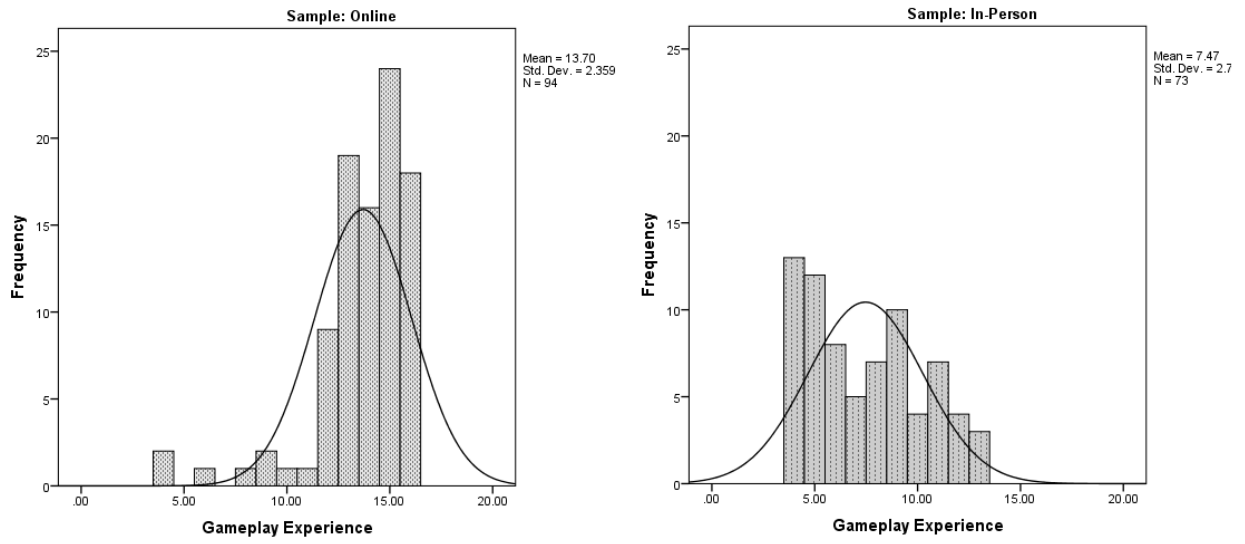 Sample: Online
Mean = 13.70
Std. Dev. = 2.359
N = 94
Frequency
25
20
15
10
5
0
.00
5.00
10.00
15.00
20.00
Gameplay Experience
Sample: In-Person
Mean = 7.47
Std. Dev. = 2.7
N = 73
Frequency
25
20
15
10
5
0
.00
5.00
10.00
15.00
20.00
Gameplay Experience